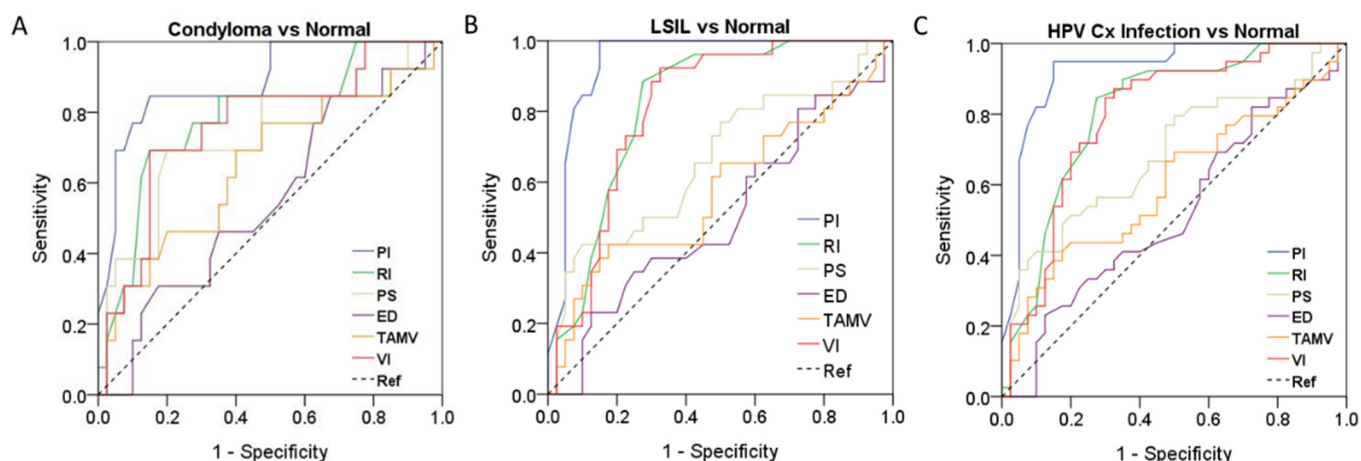 A
Condyloma vs Normal
1.0
0.8
0.6
0.4
0.2
0.0
Sensitivity
PI
RI
PS
ED
TAMV
VI
Ref
0.0 0.2 0.4 0.6 0.8 1.0
1 - Specificity
B
LSIL vs Normal
1.0
0.8
0.6
0.4
0.2
0.0
Sensitivity
PI
RI
PS
ED
TAMV
VI
Ref
0.0 0.2 0.4 0.6 0.8 1.0
1 - Specificity
C
HPV Cx Infection vs Normal
1.0
0.8
0.6
0.4
0.2
0.0
Sensitivity
PI
RI
PS
ED
TAMV
VI
Ref
0.0 0.2 0.4 0.6 0.8 1.0
1 - Specificity